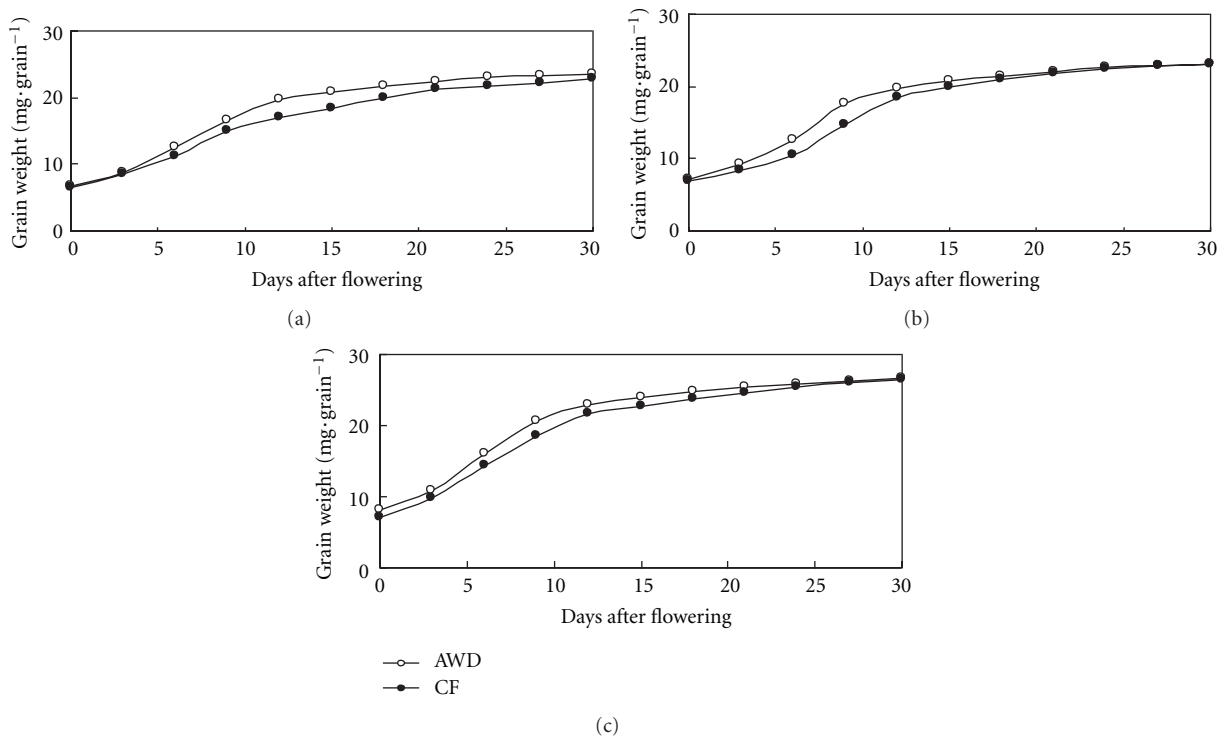 30
20
10
0
Grain weight (mg·grain⁻¹)
0 5 10 15 20 25 30
Days after flowering
(a)
30
20
10
0
Grain weight (mg·grain⁻¹)
0 5 10 15 20 25 30
Days after flowering
(b)
30
20
10
0
Grain weight (mg·grain⁻¹)
0 5 10 15 20 25 30
Days after flowering
AWD
CF
(c)